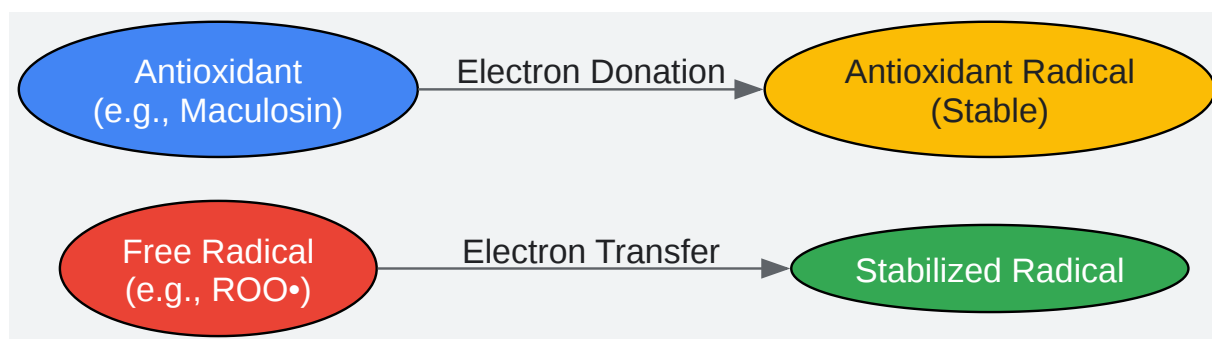 Antioxidant
(e.g., Maculosin)
Electron Donation
Antioxidant Radical
(Stable)
Free Radical
(e.g., ROO•)
Electron Transfer
Stabilized Radical